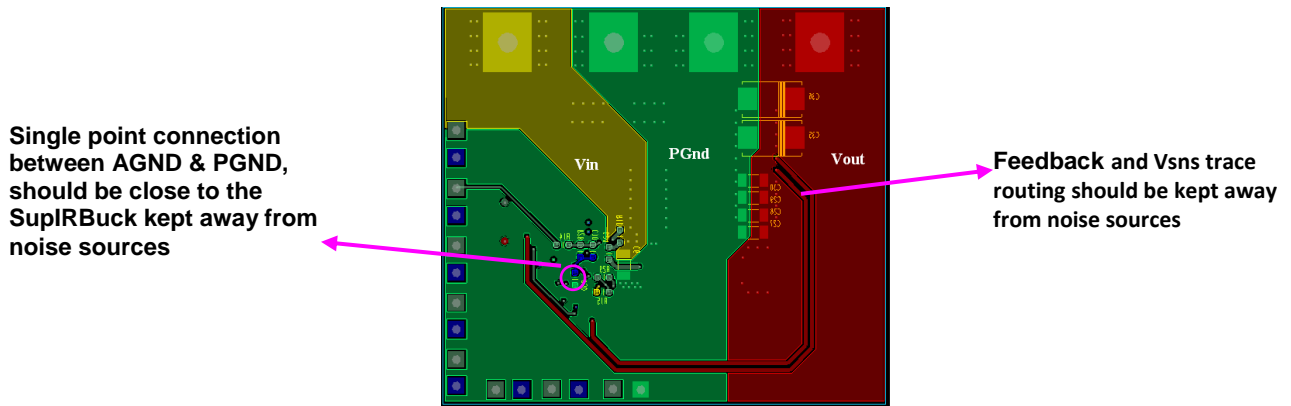 Single point connection
between AGND & PGND,
should be close to the
SupIRBuck kept away from
noise sources
Vin
PGnd
Vout
Feedback and Vsns trace
routing should be kept away
from noise sources